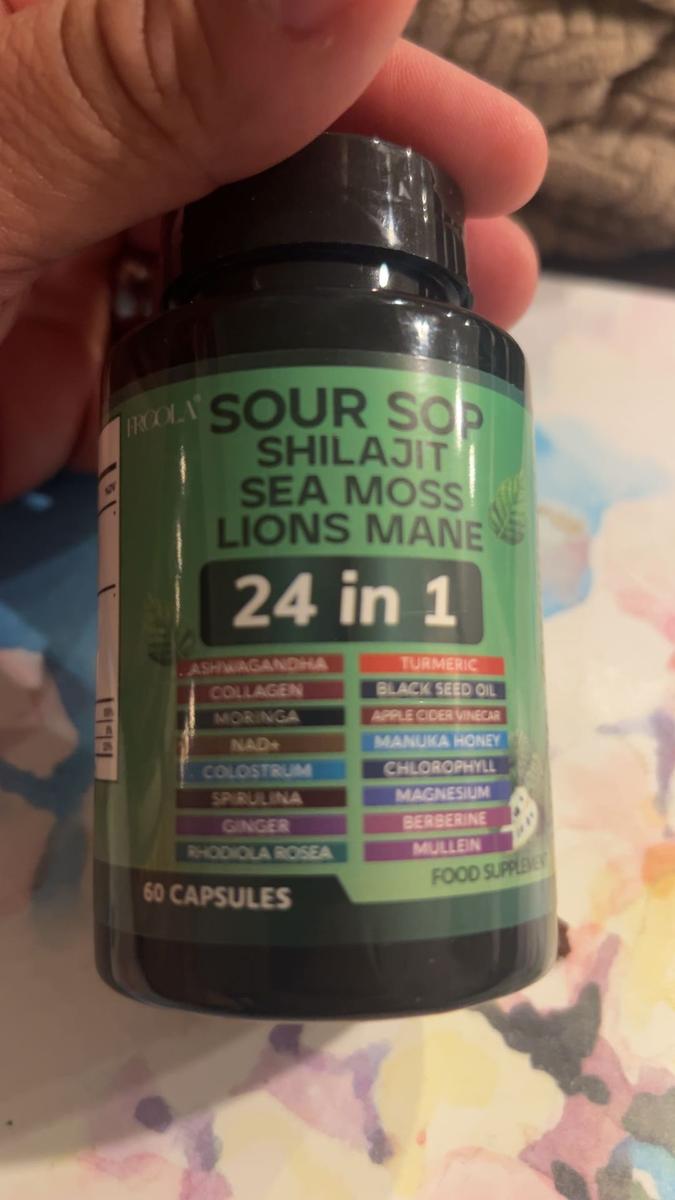 FRCOLA®
SOUR SOP
SHILAJIT
SEA MOSS
LIONS MANE
24 in 1
ASHWAGANDHA
TURMERIC
COLLAGEN
BLACK SEED OIL
MORINGA
APPLE CIDER VINEGAR
NAD+
MANUKA HONEY
COLOSTRUM
CHLOROPHYLL
SPIRULINA
MAGNESIUM
GINGER
BERBERINE
RHODIOLA ROSEA
MULLEIN
FOOD SUPPLEMENT
60 CAPSULES